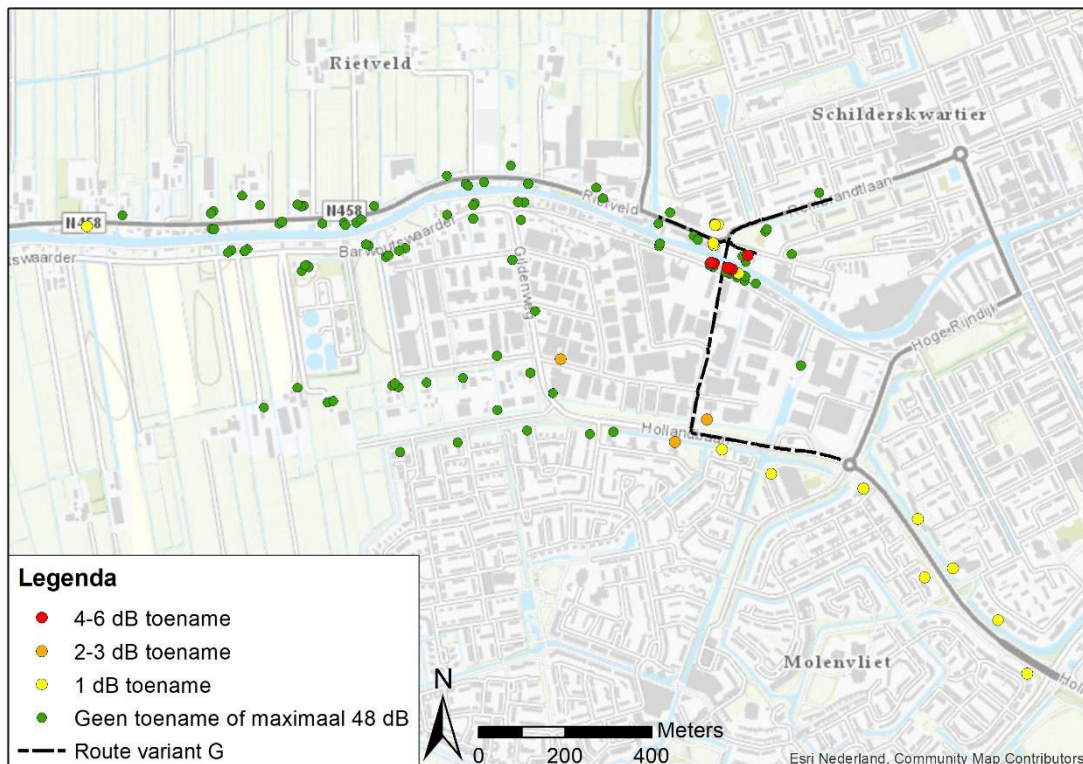 Rietveld
Schilderskwartier
Rembrandtlaan
N458
N458
Rietveld
Barwoutswaarder
tswaarder
Gildenweg
Hoge Rijndijk
Hollandbaan
Molenvliet
Hol
Legenda
4-6 dB toename
2-3 dB toename
1 dB toename
Geen toename of maximaal 48 dB
Route variant G
N
Meters
0 200 400
Esri Nederland, Community Map Contributors